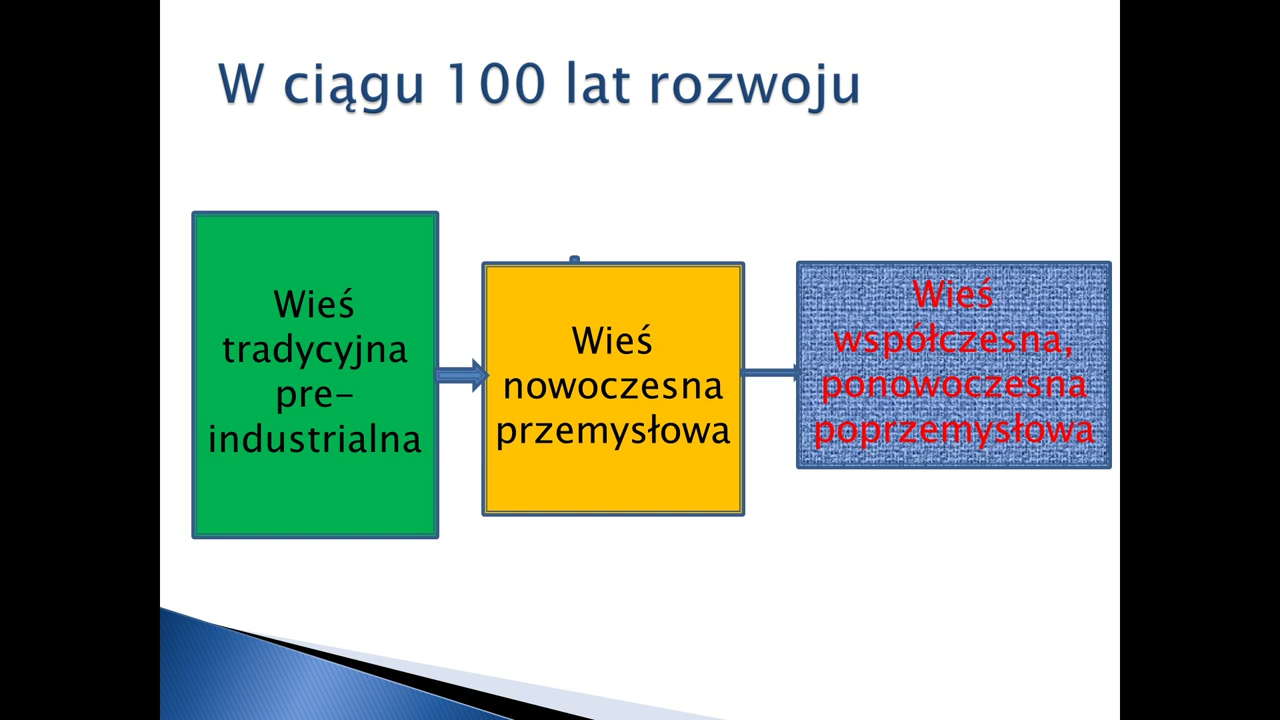 W ciągu 100 lat rozwoju
Wieś
tradycyjna
pre-
industrialna
Wieś
nowoczesna
przemysłowa
Wieś
współczesna,
ponowoczesna
poprzemysłowa